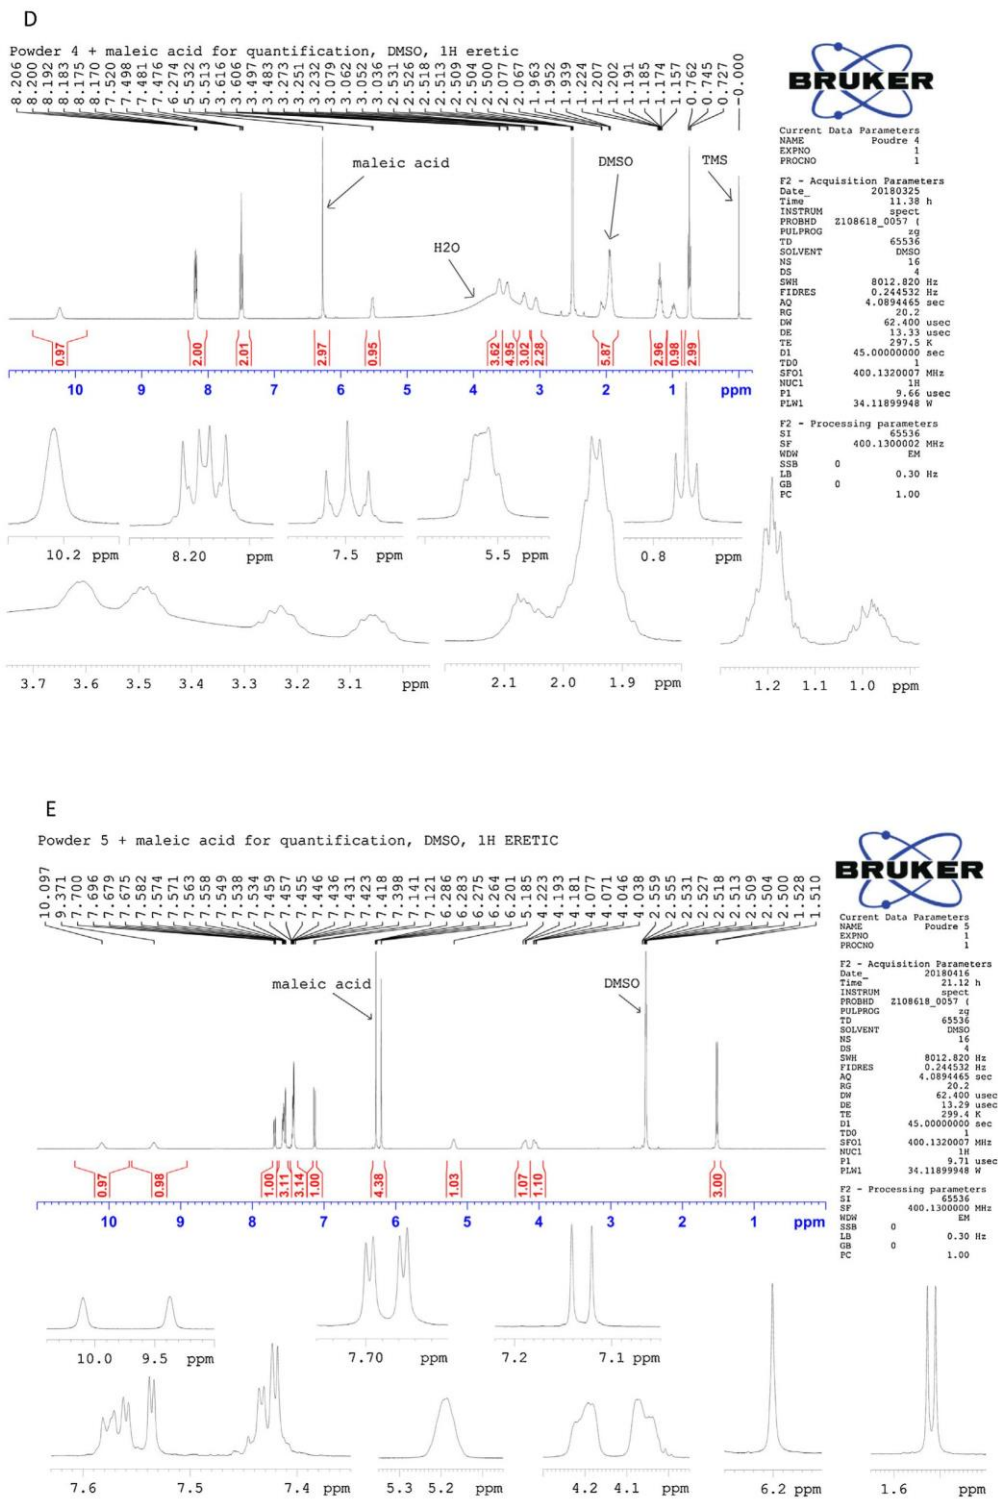 D
Powder 4 + maleic acid for quantification, DMSO, 1H eretic
8.206
8.200
8.192
8.183
8.175
8.170
7.520
7.498
7.481
7.476
6.274
5.532
5.513
3.616
3.606
3.497
3.483
3.273
3.251
3.232
3.079
3.062
3.052
3.036
2.531
2.526
2.518
2.513
2.509
2.504
2.500
2.077
2.067
1.963
1.952
1.939
1.224
1.207
1.202
1.191
1.185
1.174
1.157
0.762
0.745
0.727
-0.000
BRUKER
Current Data Parameters
NAME Poudre 4
EXPNO 1
PROCNO 1
F2 - Acquisition Parameters
Date_ 20180325
Time 11.38 h
INSTRUM spect
PROBHD Z108618_0057 (
PULPROG zg
TD 65536
SOLVENT DMSO
NS 16
DS 4
SWH 8012.820 Hz
FIDRES 0.244532 Hz
AQ 4.0894465 sec
RG 20.2
DW 62.400 usec
DE 13.33 usec
TE 297.5 K
D1 45.00000000 sec
TD0 1
SFO1 400.1320007 MHz
NUC1 1H
P1 9.66 usec
PLW1 34.11899948 W
F2 - Processing parameters
SI 65536
SF 400.1300002 MHz
WDW EM
SSB 0
LB 0.30 Hz
GB 0
PC 1.00
maleic acid
DMSO
TMS
H2O
0.97
2.00
2.01
2.97
0.95
3.62
4.95
3.02
2.28
5.87
2.96
0.98
2.99
10 9 8 7 6 5 4 3 2 1 ppm
10.2 ppm
8.20 ppm
7.5 ppm
5.5 ppm
0.8 ppm
3.7 3.6 3.5 3.4 3.3 3.2 3.1 ppm
2.1 2.0 1.9 ppm
1.2 1.1 1.0 ppm
E
Powder 5 + maleic acid for quantification, DMSO, 1H ERETIC
10.097
9.371
7.700
7.696
7.679
7.675
7.582
7.574
7.571
7.563
7.558
7.549
7.538
7.534
7.459
7.457
7.455
7.446
7.436
7.431
7.423
7.418
7.398
7.141
7.121
6.286
6.283
6.275
6.264
6.201
5.185
4.223
4.193
4.181
4.077
4.071
4.046
4.038
2.559
2.555
2.531
2.527
2.518
2.513
2.509
2.504
2.500
1.528
1.510
BRUKER
Current Data Parameters
NAME Poudre 5
EXPNO 1
PROCNO 1
F2 - Acquisition Parameters
Date_ 20180416
Time 21.12 h
INSTRUM spect
PROBHD Z108618_0057 (
PULPROG zg
TD 65536
SOLVENT DMSO
NS 16
DS 4
SWH 8012.820 Hz
FIDRES 0.244532 Hz
AQ 4.0894465 sec
RG 20.2
DW 62.400 usec
DE 13.29 usec
TE 299.4 K
D1 45.00000000 sec
TD0 1
SFO1 400.1320007 MHz
NUC1 1H
P1 9.71 usec
PLW1 34.11899948 W
F2 - Processing parameters
SI 65536
SF 400.1300000 MHz
WDW EM
SSB 0
LB 0.30 Hz
GB 0
PC 1.00
maleic acid
DMSO
0.97
0.98
1.00
3.11
3.14
1.00
4.38
1.03
1.07
1.10
3.00
10 9 8 7 6 5 4 3 2 1 ppm
10.0 9.5 ppm
7.70 ppm
7.2 7.1 ppm
7.6 7.5 7.4 ppm
5.3 5.2 ppm
4.2 4.1 ppm
6.2 ppm
1.6 ppm